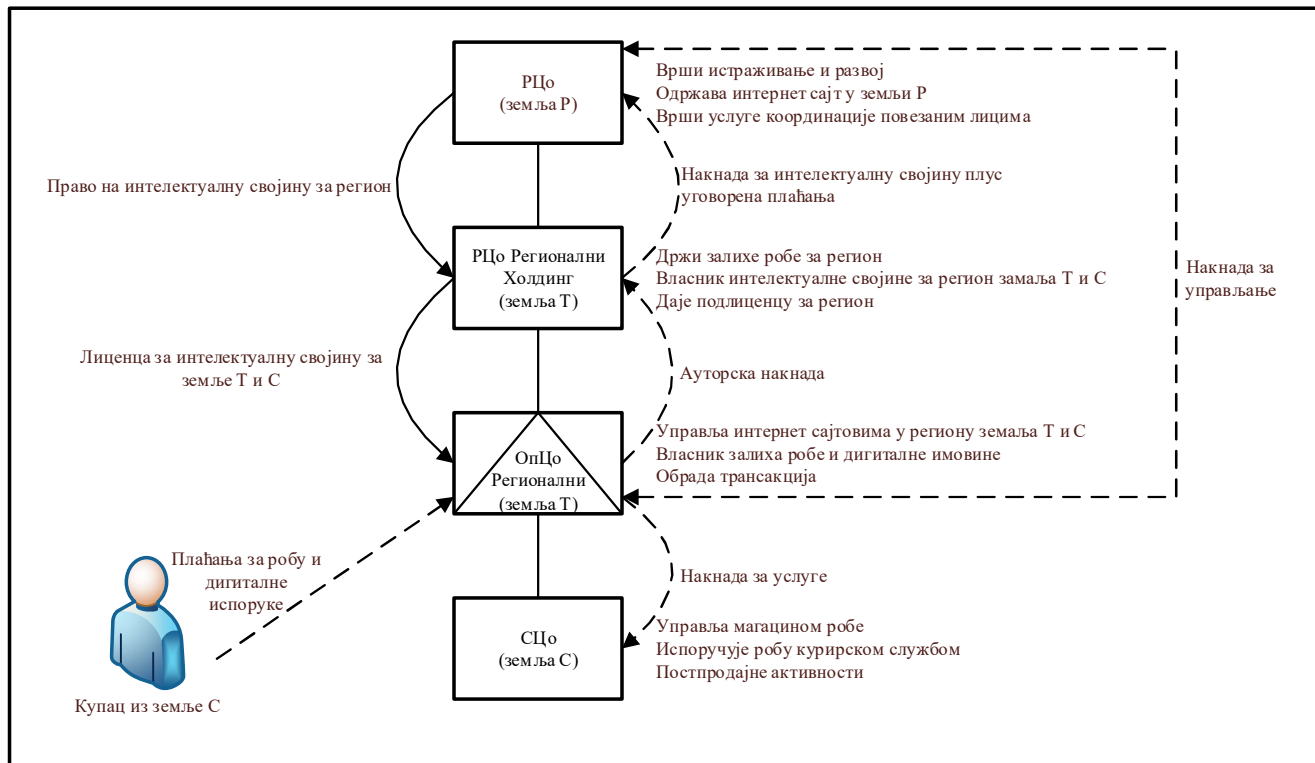 РЦо
(земља Р)
Врши истраживање и развој
Одржава интернет сајт у земљи Р
Врши услуге координације повезаним лицима
Право на интелектуалну својину за регион
Накнада за интелектуалну својину плус
уговорена плаћања
РЦо Регионални
Холдинг
(земља Т)
Држи залихе робе за регион
Власник интелектуалне својине за регион замаља Т и С
Даје подлиценцу за регион
Накнада за
управљање
Лиценца за интелектуалну својину за
земље Т и С
Ауторска накнада
ОпЦо
Регионални
(земља Т)
Управља интернет сајтовима у региону земаља Т и С
Власник залиха робе и дигиталне имовине
Обрада трансакција
Плаћања за робу и
дигиталне
испоруке
Накнада за услуге
СЦо
(земља С)
Управља магацином робе
Испоручује робу курирском службом
Постпродајне активности
Купац из земље С